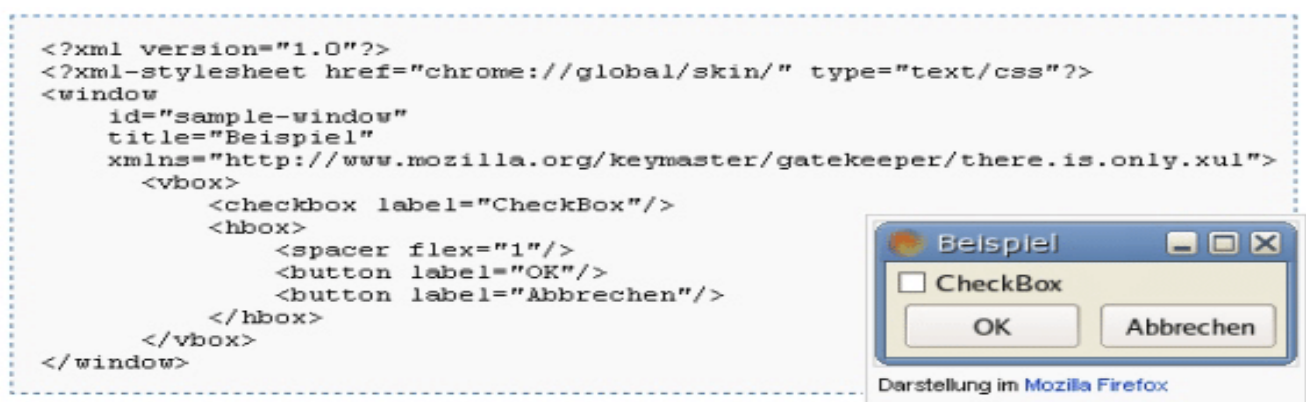 <?xml version="1.0"?>
<?xml-stylesheet href="chrome://global/skin/" type="text/css"?>
<window
    id="sample-window"
    title="Beispiel"
    xmlns="http://www.mozilla.org/keymaster/gatekeeper/there.is.only.xul">
      <vbox>
          <checkbox label="CheckBox"/>
          <hbox>
              <spacer flex="1"/>
              <button label="OK"/>
              <button label="Abbrechen"/>
          </hbox>
      </vbox>
</window>
Beispiel
CheckBox
OK Abbrechen
Darstellung im Mozilla Firefox